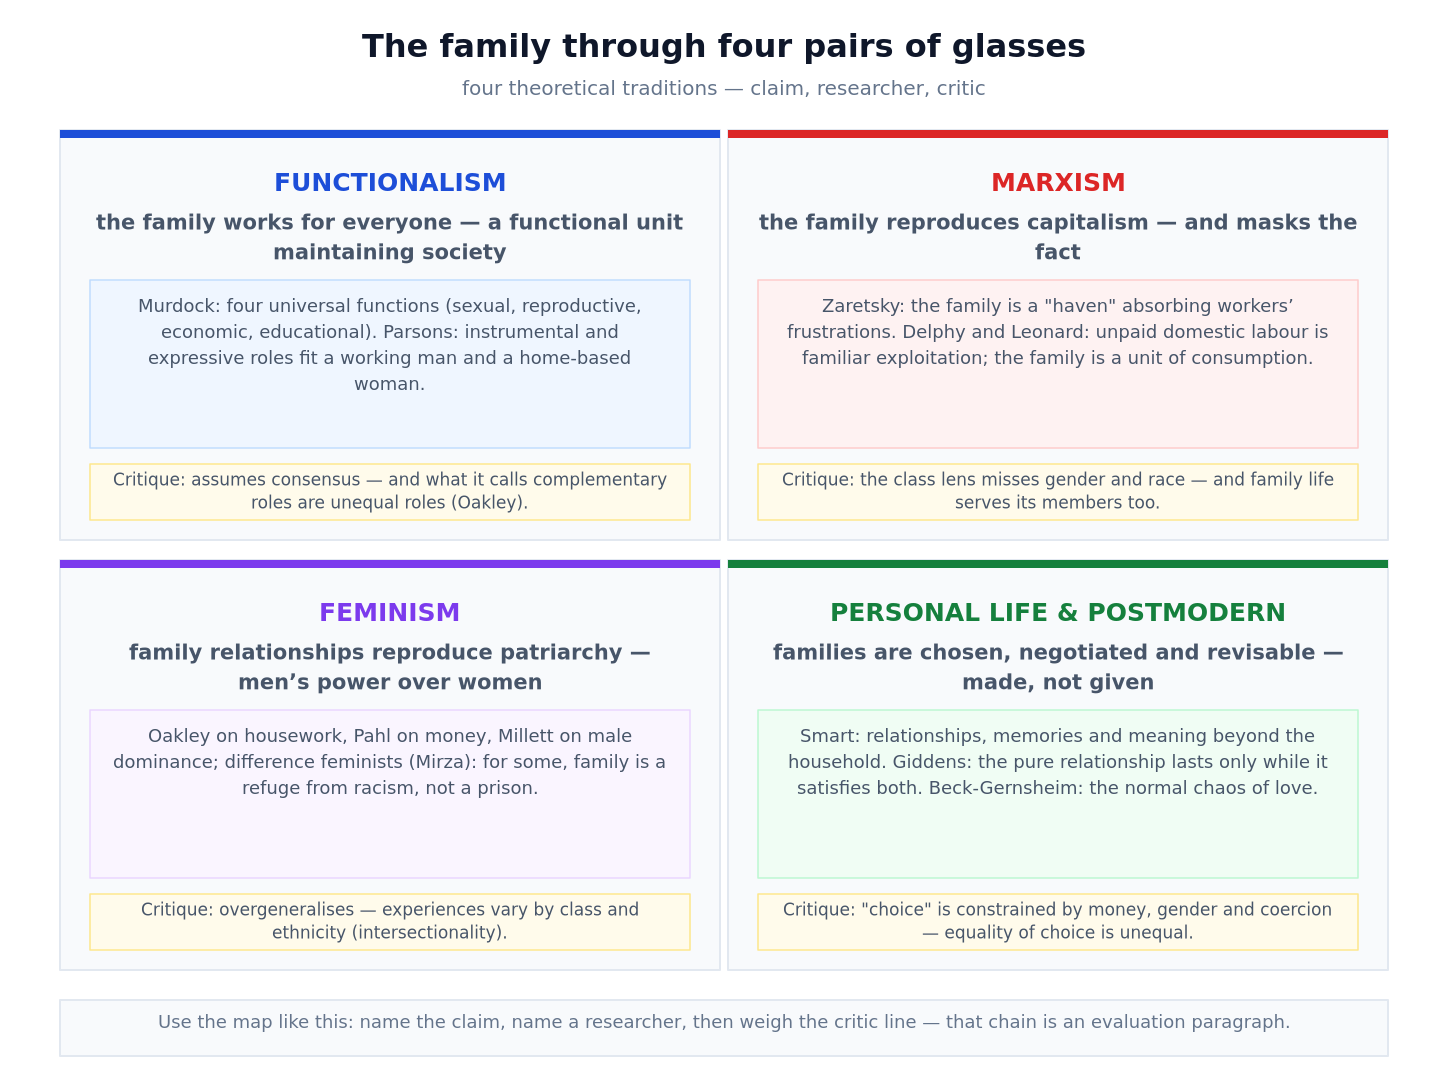 The family through four pairs of glasses
four theoretical traditions — claim, researcher, critic
FUNCTIONALISM
the family works for everyone — a functional unit
maintaining society
Murdock: four universal functions (sexual, reproductive,
economic, educational). Parsons: instrumental and
expressive roles fit a working man and a home-based
woman.
Critique: assumes consensus — and what it calls complementary
roles are unequal roles (Oakley).
MARXISM
the family reproduces capitalism — and masks the
fact
Zaretsky: the family is a "haven" absorbing workers’
frustrations. Delphy and Leonard: unpaid domestic labour is
familiar exploitation; the family is a unit of consumption.
Critique: the class lens misses gender and race — and family life
serves its members too.
FEMINISM
family relationships reproduce patriarchy —
men’s power over women
Oakley on housework, Pahl on money, Millett on male
dominance; difference feminists (Mirza): for some, family is a
refuge from racism, not a prison.
Critique: overgeneralises — experiences vary by class and
ethnicity (intersectionality).
PERSONAL LIFE & POSTMODERN
families are chosen, negotiated and revisable —
made, not given
Smart: relationships, memories and meaning beyond the
household. Giddens: the pure relationship lasts only while it
satisfies both. Beck-Gernsheim: the normal chaos of love.
Critique: "choice" is constrained by money, gender and coercion
— equality of choice is unequal.
Use the map like this: name the claim, name a researcher, then weigh the critic line — that chain is an evaluation paragraph.